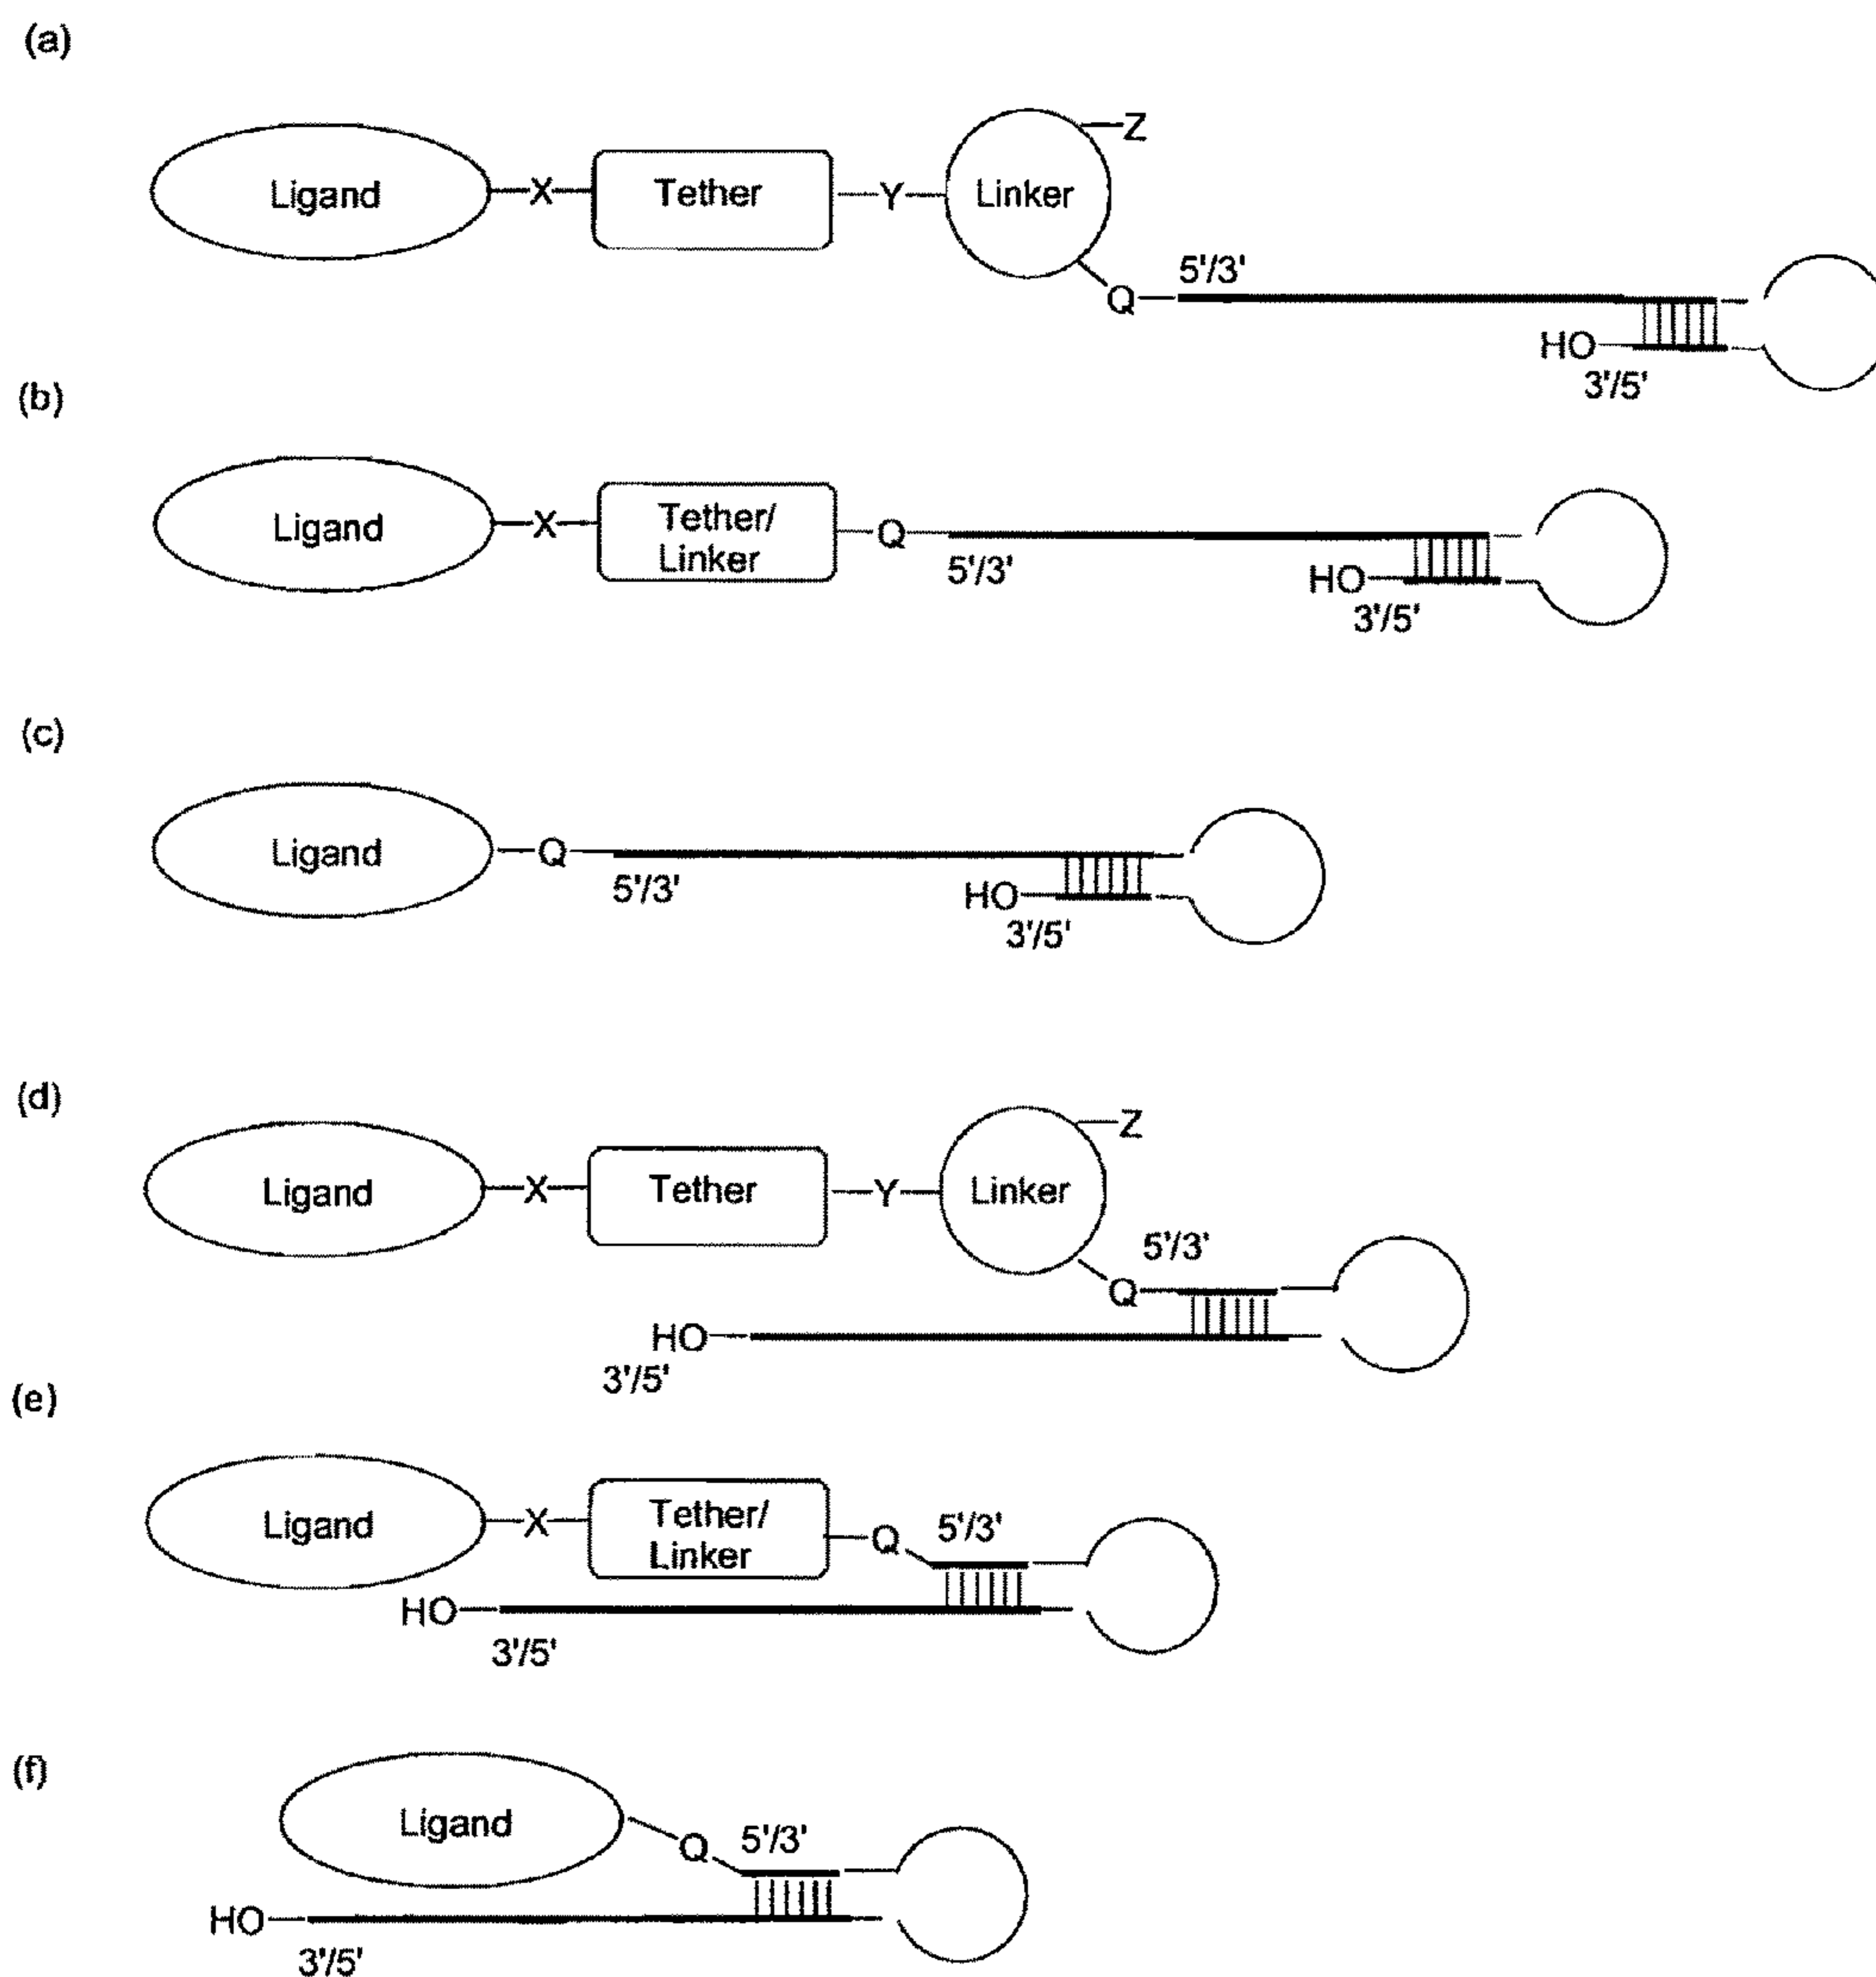 (a)
Ligand
X
Tether
Y
Linker
Z
Q
5'/3'
HO
3'/5'
(b)
Ligand
X
Tether/
Linker
Q
5'/3'
HO
3'/5'
(c)
Ligand
Q
5'/3'
HO
3'/5'
(d)
Ligand
X
Tether
Y
Linker
Z
Q
5'/3'
HO
3'/5'
(e)
Ligand
X
Tether/
Linker
Q
5'/3'
HO
3'/5'
(f)
Ligand
Q
5'/3'
HO
3'/5'